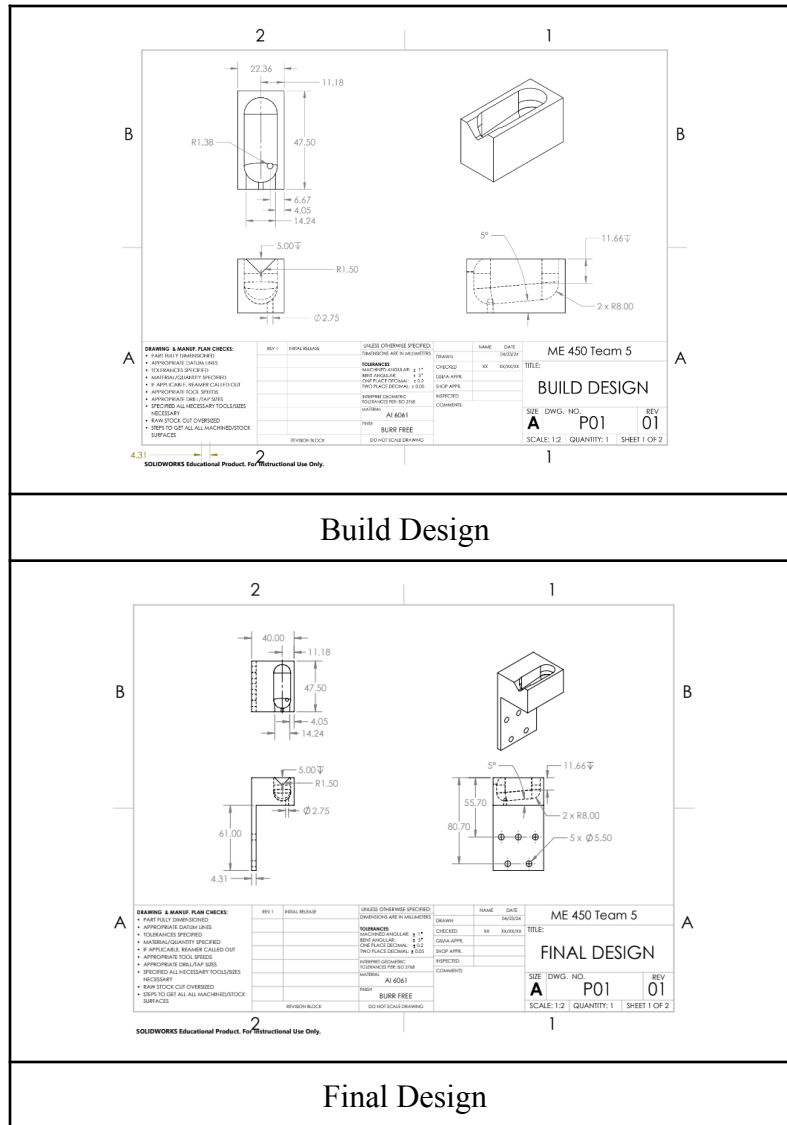 2
1
22.36
11.18
B
B
R1.38
47.50
6.67
4.05
14.24
5.00↧
R1.50
5°
11.66↧
2 x R8.00
∅2.75
A
A
DRAWING & MANUF. PLAN CHECKS:
• PART FULLY DIMENSIONED
• APPROPRIATE DATUM LINES
• TOLERANCES SPECIFIED
• MATERIAL/QUANTITY SPECIFIED
• IF APPLICABLE, REAMER CALLED OUT
• APPROPRIATE TOOL SPEEDS
• APPROPRIATE DRILL/TAP SIZES
• SPECIFIED ALL NECESSARY TOOLS/SIZES
NECESSARY
• RAW STOCK CUT OVERSIZED
• STEPS TO GET ALL ALL MACHINED/STOCK
SURFACES
REV 1 INITIAL RELEASE
REVISION BLOCK
UNLESS OTHERWISE SPECIFIED:
DIMENSIONS ARE IN MILLIMETERS
TOLERANCES:
MACHINED ANGULAR: ± 1°
BENT ANGULAR: ± 3°
ONE PLACE DECIMAL: ± 0.2
TWO PLACE DECIMAL: ± 0.05
INTERPRET GEOMETRIC
TOLERANCES PER: ISO 2768
MATERIAL
Al 6061
FINISH
BURR FREE
DO NOT SCALE DRAWING
NAME DATE
DRAWN 04/23/24
CHECKED XX XX/XX/XX
GSI/IA APPR.
SHOP APPR.
INSPECTED
COMMENTS:
ME 450 Team 5
TITLE:
BUILD DESIGN
SIZE DWG. NO. REV
A P01 01
SCALE: 1:2 QUANTITY: 1 SHEET 1 OF 2
4.31
2
1
SOLIDWORKS Educational Product. For Instructional Use Only.
Build Design
2
1
40.00
11.18
B
B
47.50
4.05
14.24
5.00↧
R1.50
5°
11.66↧
∅2.75
55.70
2 x R8.00
80.70
61.00
5 x ∅5.50
4.31
A
A
DRAWING & MANUF. PLAN CHECKS:
• PART FULLY DIMENSIONED
• APPROPRIATE DATUM LINES
• TOLERANCES SPECIFIED
• MATERIAL/QUANTITY SPECIFIED
• IF APPLICABLE, REAMER CALLED OUT
• APPROPRIATE TOOL SPEEDS
• APPROPRIATE DRILL/TAP SIZES
• SPECIFIED ALL NECESSARY TOOLS/SIZES
NECESSARY
• RAW STOCK CUT OVERSIZED
• STEPS TO GET ALL ALL MACHINED/STOCK
SURFACES
REV 1 INITIAL RELEASE
REVISION BLOCK
UNLESS OTHERWISE SPECIFIED:
DIMENSIONS ARE IN MILLIMETERS
TOLERANCES:
MACHINED ANGULAR: ± 1°
BENT ANGULAR: ± 3°
ONE PLACE DECIMAL: ± 0.2
TWO PLACE DECIMAL: ± 0.05
INTERPRET GEOMETRIC
TOLERANCES PER: ISO 2768
MATERIAL
Al 6061
FINISH
BURR FREE
DO NOT SCALE DRAWING
NAME DATE
DRAWN 04/23/24
CHECKED XX XX/XX/XX
GSI/IA APPR.
SHOP APPR.
INSPECTED
COMMENTS:
ME 450 Team 5
TITLE:
FINAL DESIGN
SIZE DWG. NO. REV
A P01 01
SCALE: 1:2 QUANTITY: 1 SHEET 1 OF 2
2
1
SOLIDWORKS Educational Product. For Instructional Use Only.
Final Design